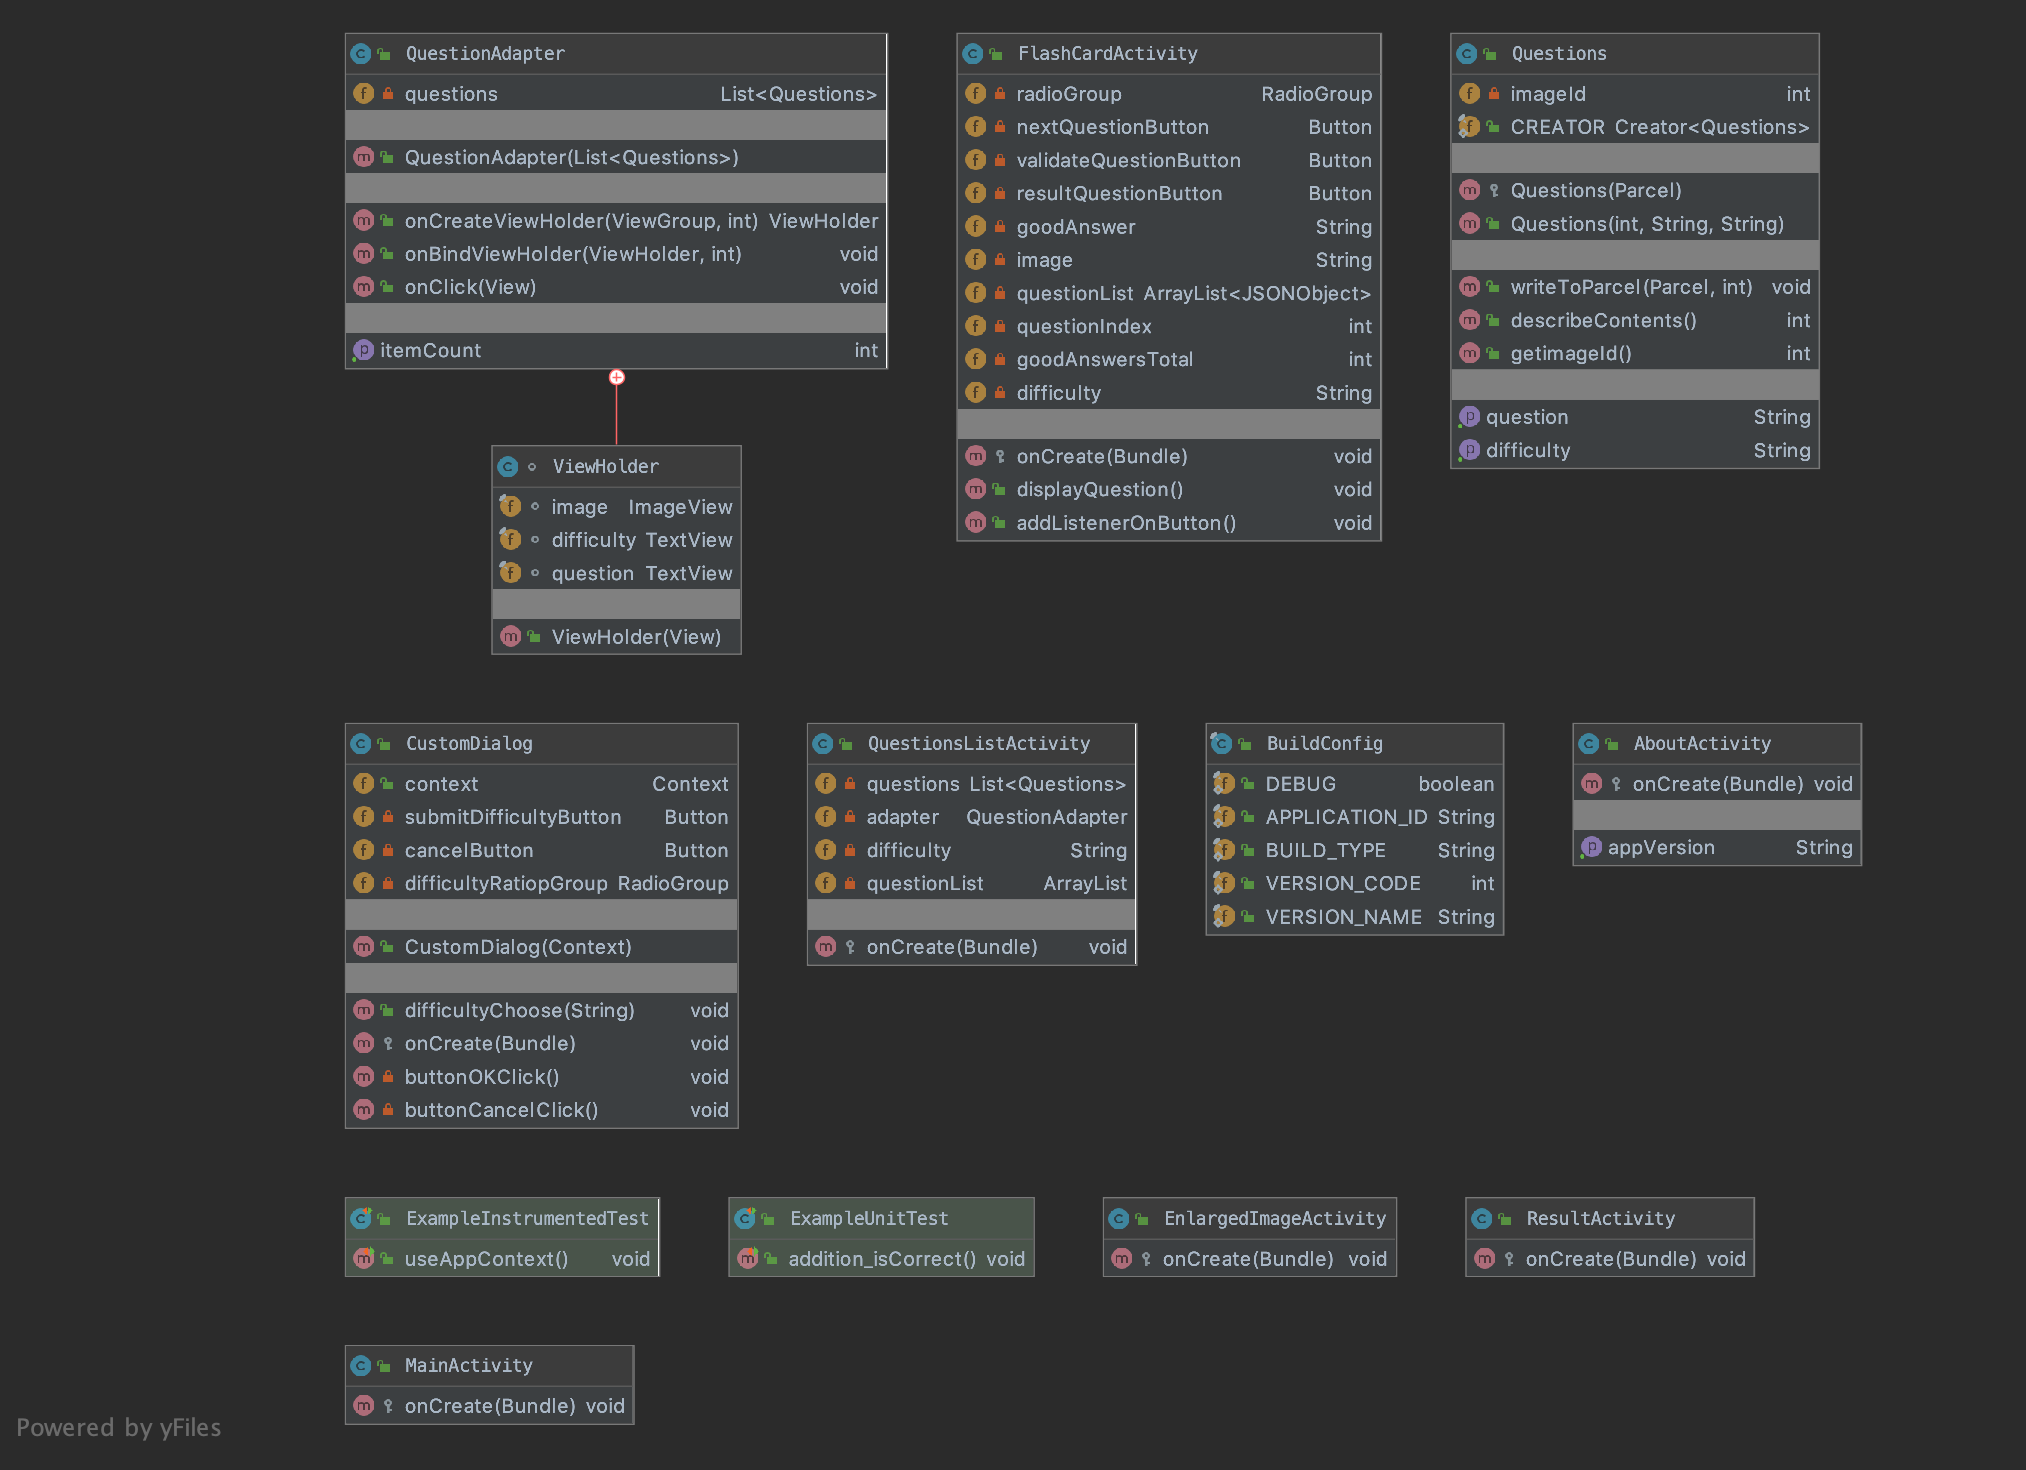 QuestionAdapter
questions List<Questions>
QuestionAdapter(List<Questions>)
onCreateViewHolder(ViewGroup, int) ViewHolder
onBindViewHolder(ViewHolder, int) void
onClick(View) void
itemCount int
ViewHolder
image ImageView
difficulty TextView
question TextView
ViewHolder(View)
FlashCardActivity
radioGroup RadioGroup
nextQuestionButton Button
validateQuestionButton Button
resultQuestionButton Button
goodAnswer String
image String
questionList ArrayList<JSONObject>
questionIndex int
goodAnswersTotal int
difficulty String
onCreate(Bundle) void
displayQuestion() void
addListenerOnButton() void
Questions
imageId int
CREATOR Creator<Questions>
Questions(Parcel)
Questions(int, String, String)
writeToParcel(Parcel, int) void
describeContents() int
getimageId() int
question String
difficulty String
CustomDialog
context Context
submitDifficultyButton Button
cancelButton Button
difficultyRatiopGroup RadioGroup
CustomDialog(Context)
difficultyChoose(String) void
onCreate(Bundle) void
buttonOKClick() void
buttonCancelClick() void
QuestionsListActivity
questions List<Questions>
adapter QuestionAdapter
difficulty String
questionList ArrayList
onCreate(Bundle) void
BuildConfig
DEBUG boolean
APPLICATION_ID String
BUILD_TYPE String
VERSION_CODE int
VERSION_NAME String
AboutActivity
onCreate(Bundle) void
appVersion String
ExampleInstrumentedTest
useAppContext() void
ExampleUnitTest
addition_isCorrect() void
EnlargedImageActivity
onCreate(Bundle) void
ResultActivity
onCreate(Bundle) void
MainActivity
onCreate(Bundle) void
Powered by yFiles